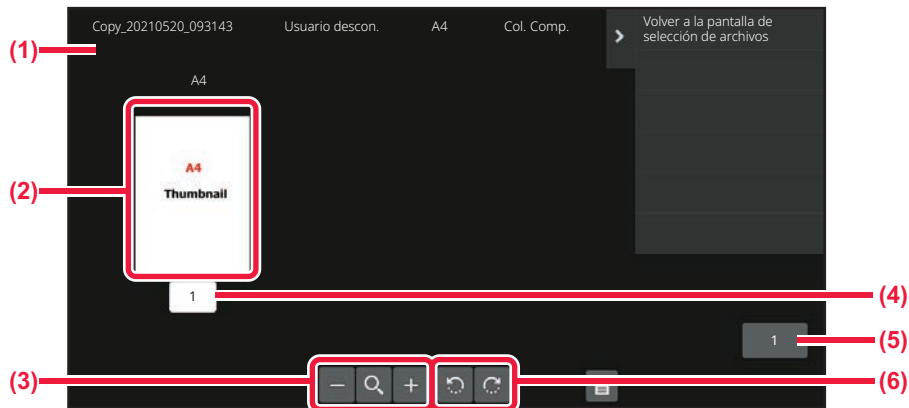 Copy_20210520_093143 Usuario descon. A4 Col. Comp.
Volver a la pantalla de
selección de archivos
(1)
A4
A4
Thumbnail
(2)
1
(4)
1
(5)
(3)
(6)